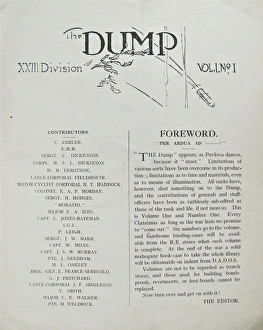 The
DUMP
XXIII Division
VOL. I, No 1
CONTRIBUTORS.
C. AMBLER.
E.M.B.
SERGT. C. DICKENSON.
CORPL. H. S. L. DICKINSON
H. M. FERGUSON,
LANCE-CORPORAL FIELDHOUSE
MOTOR-CYCLIST CORPORAL N. T. HADDOCK
COLONEL E. A. P. HOBDAY.
SERGT. H. HODGES.
"HORATIO."
MAJOR F. A. ILES.
CAPT. L. JONES-BATEMAN.
S.G.L.
P. LEIGH.
SERGT. J. W. MARR.
CAPT. W. MILES.
CAPT. J. S. W. MURRAY
PTE. J. NEEDHAM.
H. L. OAKLEY.
BRIG.-GEN. E. PEARCE-SEROCOLD.
G. J. PRITCHARD.
LANCE-CORPORAL J. P. SINGLETON
T. SMITH.
MAJOR C. E. WALKER.
PTE. H. WELDRICK.
FOREWORD.
PER ARDUA AD ———
"THE Dump" appears, as Pavlova dances,
because it "must." Limitations of
various sorts have been overcome in its produc-
tion ; limitations as to time and materials, even
as to means of illumination. All ranks have,
however, shot something on to the Dump,
and the contributions of generals and staff-
officers have been as ruthlessly sub-edited as
those of the rank and file, if not more so. This
is Volume One and Number One. Every
Christmas as long as the war lasts we promise
to "come out." Six numbers go to the volume,
and handsome binding-cases will be avail-
able from the R.E. stores when each volume
is complete. At the end of the war a solid
mahogany book-case to take the whole library
will be obtainable on indent from D.A.D.O.S.
Volumes are not to be regarded as trench
stores, and those used for building bomb-
proofs, revetments, or foot-boards cannot be
replaced.
Now turn over and get on with it!
THE EDITOR.